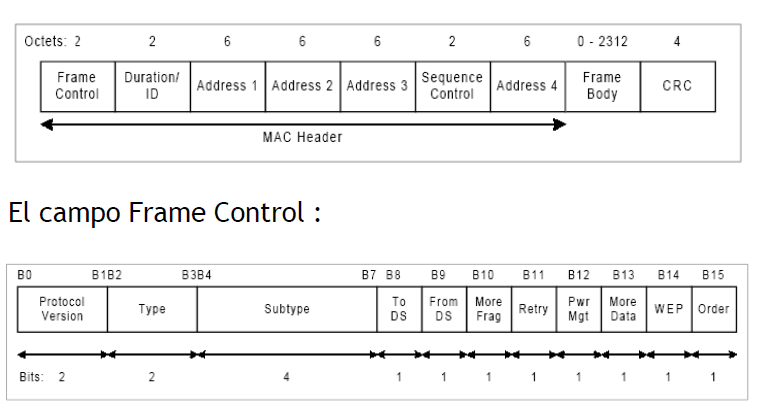 Octets: 2 2 6 6 6 2 6 0 - 2312 4
Frame Control Duration/ ID Address 1 Address 2 Address 3 Sequence Control Address 4 Frame Body CRC
MAC Header
El campo Frame Control :
B0 B1B2 B3B4 B7 B8 B9 B10 B11 B12 B13 B14 B15
Protocol Version Type Subtype To DS From DS More Frag Retry Pwr Mgt More Data WEP Order
Bits: 2 2 4 1 1 1 1 1 1 1 1